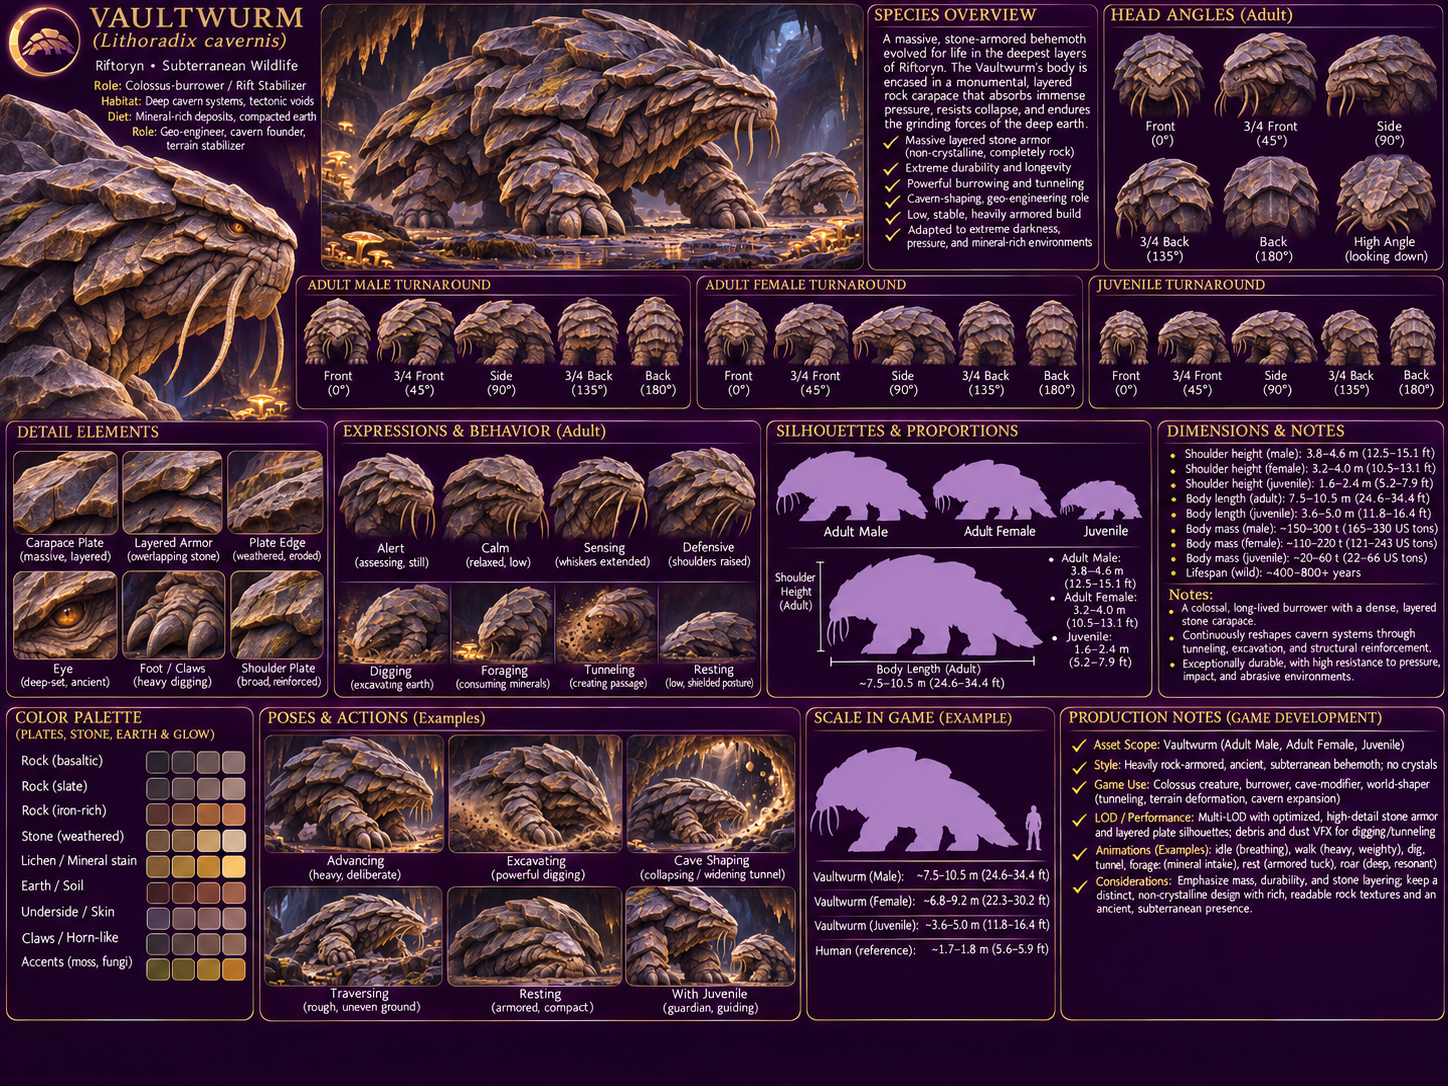 VAULTWURM
(Lithoradix cavernis)
Riftoryn • Subterranean Wildlife
Role: Colossus-burrower / Rift Stabilizer
Habitat: Deep cavern systems, tectonic voids
Diet: Mineral-rich deposits, compacted earth
Role: Geo-engineer, cavern founder,
terrain stabilizer
SPECIES OVERVIEW
A massive, stone-armored behemoth
evolved for life in the deepest layers
of Riftoryn. The Vaultwurm's body is
encased in a monumental, layered
rock carapace that absorbs immense
pressure, resists collapse, and endures
the grinding forces of the deep earth.
✓ Massive layered stone armor
(non-crystalline, completely rock)
✓ Extreme durability and longevity
✓ Powerful burrowing and tunneling
✓ Cavern-shaping, geo-engineering role
✓ Low, stable, heavily armored build
✓ Adapted to extreme darkness,
pressure, and mineral-rich environments
HEAD ANGLES (Adult)
Front
(0°)
3/4 Front
(45°)
Side
(90°)
3/4 Back
(135°)
Back
(180°)
High Angle
(looking down)
ADULT MALE TURNAROUND
Front
(0°)
3/4 Front
(45°)
Side
(90°)
3/4 Back
(135°)
Back
(180°)
ADULT FEMALE TURNAROUND
Front
(0°)
3/4 Front
(45°)
Side
(90°)
3/4 Back
(135°)
Back
(180°)
JUVENILE TURNAROUND
Front
(0°)
3/4 Front
(45°)
Side
(90°)
3/4 Back
(135°)
Back
(180°)
DETAIL ELEMENTS
Carapace Plate
(massive, layered)
Layered Armor
(overlapping stone)
Plate Edge
(weathered, eroded)
Eye
(deep-set, ancient)
Foot / Claws
(heavy digging)
Shoulder Plate
(broad, reinforced)
EXPRESSIONS & BEHAVIOR (Adult)
Alert
(assessing, still)
Calm
(relaxed, low)
Sensing
(whiskers extended)
Defensive
(shoulders raised)
Digging
(excavating earth)
Foraging
(consuming minerals)
Tunneling
(creating passage)
Resting
(low, shielded posture)
SILHOUETTES & PROPORTIONS
Adult Male
Adult Female
Juvenile
Shoulder
Height
(Adult)
Body Length (Adult)
~7.5–10.5 m (24.6–34.4 ft)
• Adult Male:
3.8–4.6 m
(12.5–15.1 ft)
• Adult Female:
3.2–4.0 m
(10.5–13.1 ft)
• Juvenile:
1.6–2.4 m
(5.2–7.9 ft)
DIMENSIONS & NOTES
• Shoulder height (male): 3.8–4.6 m (12.5–15.1 ft)
• Shoulder height (female): 3.2–4.0 m (10.5–13.1 ft)
• Shoulder height (juvenile): 1.6–2.4 m (5.2–7.9 ft)
• Body length (adult): 7.5–10.5 m (24.6–34.4 ft)
• Body length (juvenile): 3.6–5.0 m (11.8–16.4 ft)
• Body mass (male): ~150–300 t (165–330 US tons)
• Body mass (female): ~110–220 t (121–243 US tons)
• Body mass (juvenile): ~20–60 t (22–66 US tons)
• Lifespan (wild): ~400–800+ years
Notes:
• A colossal, long-lived burrower with a dense, layered
stone carapace.
• Continuously reshapes cavern systems through
tunneling, excavation, and structural reinforcement.
• Exceptionally durable, with high resistance to pressure,
impact, and abrasive environments.
COLOR PALETTE
(PLATES, STONE, EARTH & GLOW)
Rock (basaltic)
Rock (slate)
Rock (iron-rich)
Stone (weathered)
Lichen / Mineral stain
Earth / Soil
Underside / Skin
Claws / Horn-like
Accents (moss, fungi)
POSES & ACTIONS (Examples)
Advancing
(heavy, deliberate)
Excavating
(powerful digging)
Cave Shaping
(collapsing / widening tunnel)
Traversing
(rough, uneven ground)
Resting
(armored, compact)
With Juvenile
(guardian, guiding)
SCALE IN GAME (EXAMPLE)
Vaultwurm (Male): ~7.5–10.5 m (24.6–34.4 ft)
Vaultwurm (Female): ~6.8–9.2 m (22.3–30.2 ft)
Vaultwurm (Juvenile): ~3.6–5.0 m (11.8–16.4 ft)
Human (reference): ~1.7–1.8 m (5.6–5.9 ft)
PRODUCTION NOTES (GAME DEVELOPMENT)
✓ Asset Scope: Vaultwurm (Adult Male, Adult Female, Juvenile)
✓ Style: Heavily rock-armored, ancient, subterranean behemoth; no crystals
✓ Game Use: Colossus creature, burrower, cave-modifier, world-shaper
(tunneling, terrain deformation, cavern expansion)
✓ LOD / Performance: Multi-LOD with optimized, high-detail stone armor
and layered plate silhouettes; debris and dust VFX for digging/tunneling
✓ Animations (Examples): idle (breathing), walk (heavy, weighty), dig,
tunnel, forage: (mineral intake), rest (armored tuck), roar (deep, resonant)
✓ Considerations: Emphasize mass, durability, and stone layering; keep a
distinct, non-crystalline design with rich, readable rock textures and an
ancient, subterranean presence.